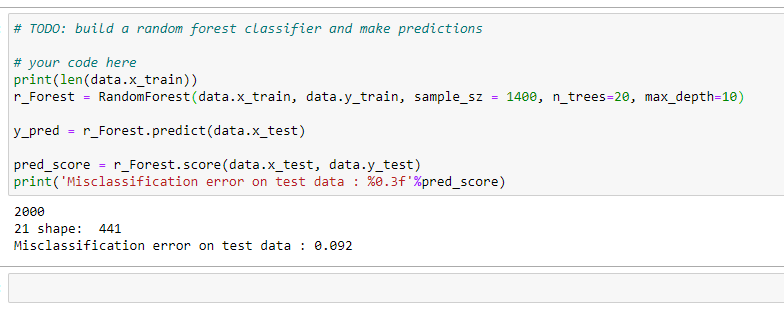 # TODO: build a random forest classifier and make predictions
# your code here
print(len(data.x_train))
r_Forest = RandomForest(data.x_train, data.y_train, sample_sz = 1400, n_trees=20, max_depth=10)
y_pred = r_Forest.predict(data.x_test)
pred_score = r_Forest.score(data.x_test, data.y_test)
print('Misclassification error on test data : %0.3f'%pred_score)
2000
21 shape:  441
Misclassification error on test data : 0.092